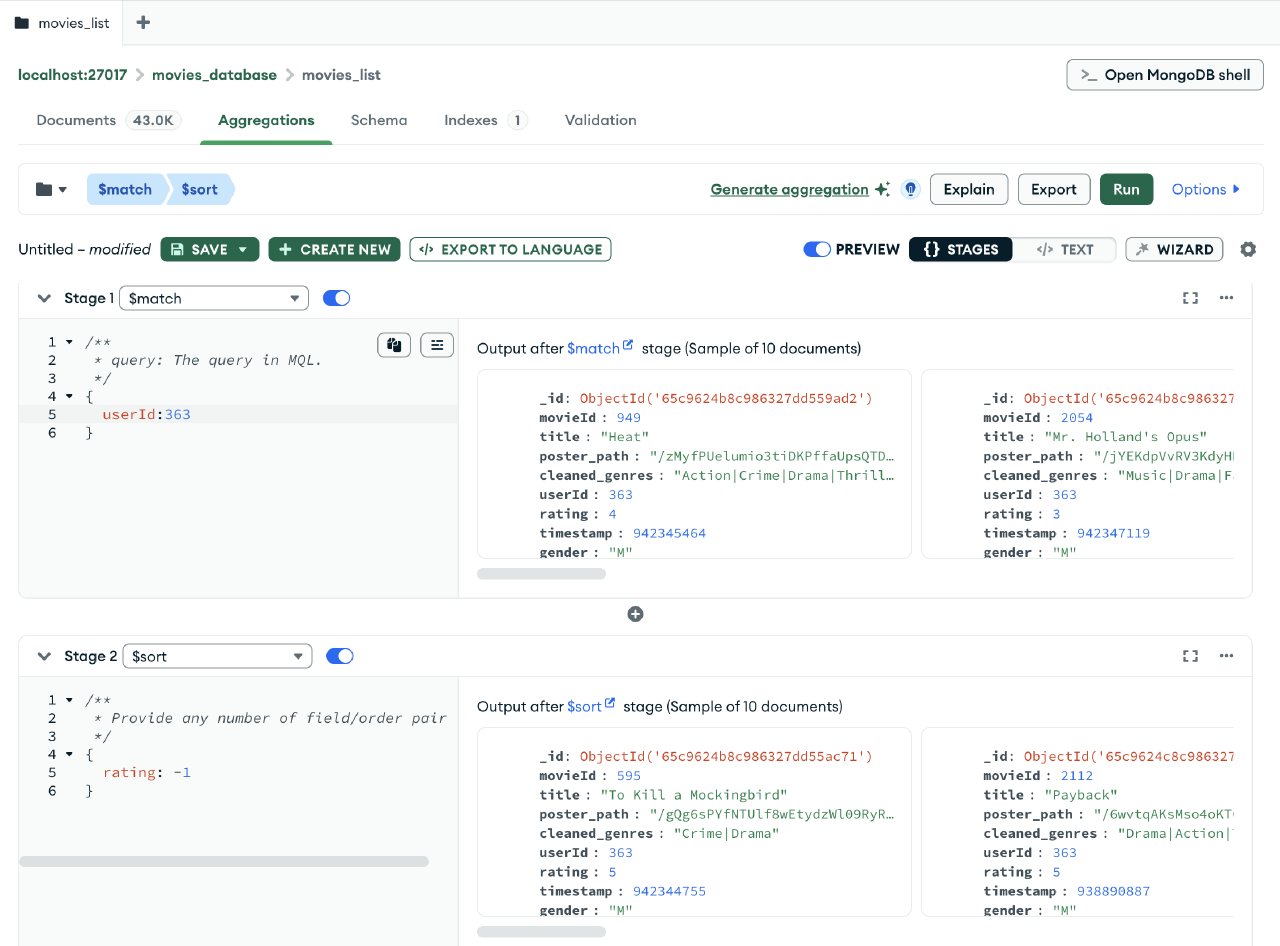 movies_list
localhost:27017 movies_database movies_list
>_ Open MongoDB shell
Documents 43.0K Aggregations Schema Indexes 1 Validation
$match $sort
Generate aggregation Explain Export Run Options
Untitled – modified SAVE + CREATE NEW </> EXPORT TO LANGUAGE PREVIEW {} STAGES </> TEXT WIZARD
Stage 1 $match
1 /**
2 * query: The query in MQL.
3 */
4 {
5 userId:363
6 }
Output after $match stage (Sample of 10 documents)
_id: ObjectId('65c9624b8c986327dd559ad2')
movieId : 949
title : "Heat"
poster_path : "/zMyfPUelumio3tiDKPffaUpsQTD…
cleaned_genres : "Action|Crime|Drama|Thrill…
userId : 363
rating : 4
timestamp : 942345464
gender : "M"
_id: ObjectId('65c9624b8c986327
movieId : 2054
title : "Mr. Holland's Opus"
poster_path : "/jYEKdpVvRV3KdyH
cleaned_genres : "Music|Drama|F
userId : 363
rating : 3
timestamp : 942347119
gender : "M"
Stage 2 $sort
1 /**
2 * Provide any number of field/order pair
3 */
4 {
5 rating: -1
6 }
Output after $sort stage (Sample of 10 documents)
_id: ObjectId('65c9624b8c986327dd55ac71')
movieId : 595
title : "To Kill a Mockingbird"
poster_path : "/gQg6sPYfNTUlf8wEtydzWl09RyR…
cleaned_genres : "Crime|Drama"
userId : 363
rating : 5
timestamp : 942344755
gender : "M"
_id: ObjectId('65c9624c8c986327
movieId : 2112
title : "Payback"
poster_path : "/6wvtqAKsMso4oKT
cleaned_genres : "Drama|Action|
userId : 363
rating : 5
timestamp : 938890887
gender : "M"